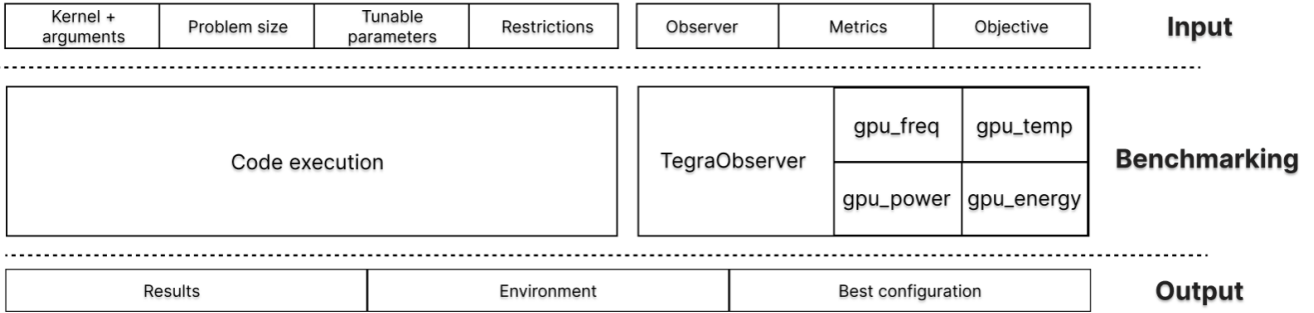 Kernel +
arguments
Problem size
Tunable
parameters
Restrictions
Observer
Metrics
Objective
Input
Code execution
TegraObserver
gpu_freq
gpu_temp
gpu_power
gpu_energy
Benchmarking
Results
Environment
Best configuration
Output